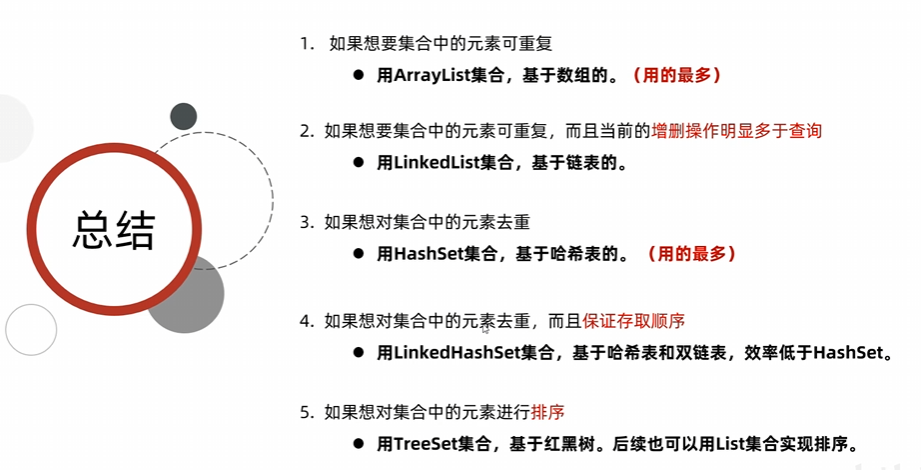 总结
1. 如果想要集合中的元素可重复
● 用ArrayList集合，基于数组的。（用的最多）
2. 如果想要集合中的元素可重复，而且当前的增删操作明显多于查询
● 用LinkedList集合，基于链表的。
3. 如果想对集合中的元素去重
● 用HashSet集合，基于哈希表的。（用的最多）
4. 如果想对集合中的元素去重，而且保证存取顺序
● 用LinkedHashSet集合，基于哈希表和双链表，效率低于HashSet。
5. 如果想对集合中的元素进行排序
● 用TreeSet集合，基于红黑树。后续也可以用List集合实现排序。